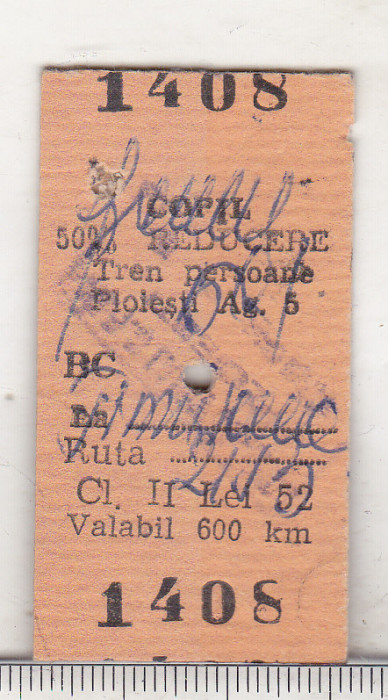 1408
COPIL
50% REDUCERE
Tren persoane
Ploiești Ag. 5
BC
La
Ruta
Cl. II Lei 52
Valabil 600 km
1408